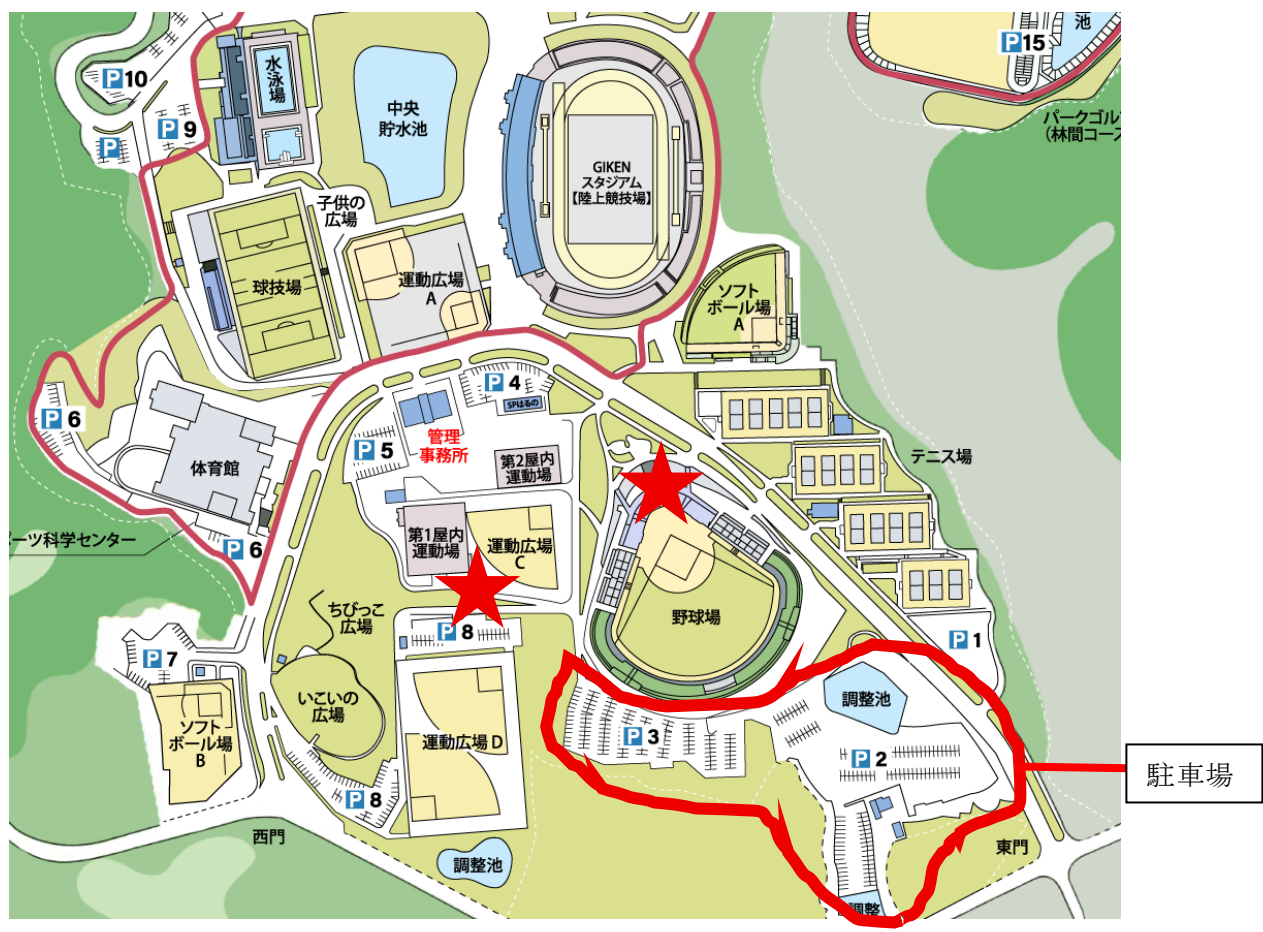 池
P15
P10
水
泳
場
中央
貯水池
P9
P
パークゴル
(林間コース
GIKEN
スタジアム
【陸上競技場】
子供の
広場
球技場
運動広場
A
ソフト
ボール場
A
P4
SPはるの
P6
P5
管理
事務所
体育館
第2屋内
運動場
テニス場
ーツ科学センター
P6
第1屋内
運動場
運動広場
C
ちびっこ
広場
野球場
P8
P1
P7
いこいの
広場
調整池
ソフト
ボール場
B
運動広場 D
P3
P2
駐車場
P8
西門
東門
調整池
調整